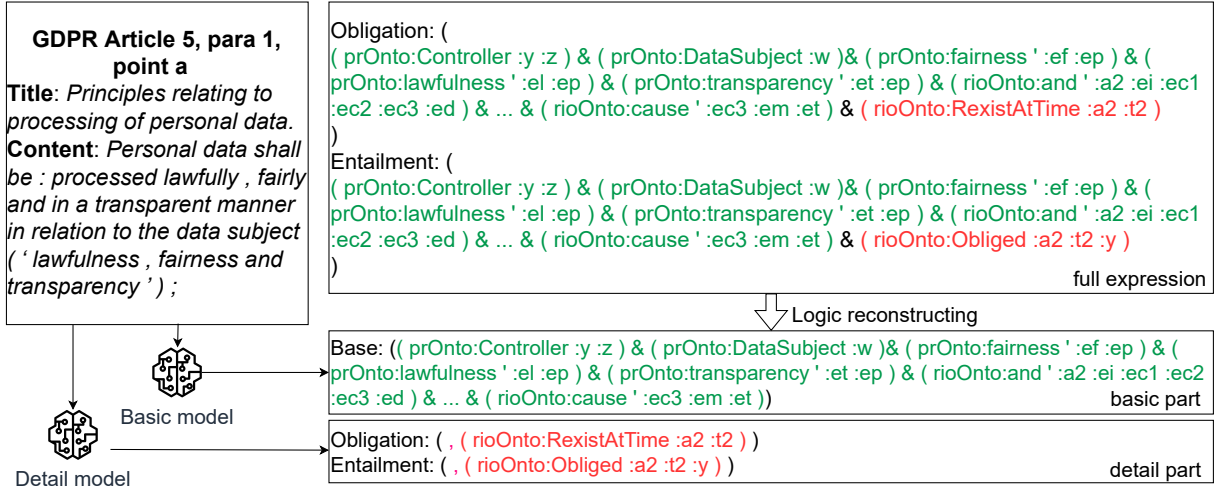 GDPR Article 5, para 1,
point a
Title: Principles relating to
processing of personal data.
Content: Personal data shall
be : processed lawfully , fairly
and in a transparent manner
in relation to the data subject
( ‘ lawfulness , fairness and
transparency ’ ) ;
Obligation: (
( prOnto:Controller :y :z ) & ( prOnto:DataSubject :w )& ( prOnto:fairness ' :ef :ep ) & (
prOnto:lawfulness ' :el :ep ) & ( prOnto:transparency ' :et :ep ) & ( rioOnto:and ' :a2 :ei :ec1
:ec2 :ec3 :ed ) & ... & ( rioOnto:cause ' :ec3 :em :et ) & ( rioOnto:RexistAtTime :a2 :t2 )
)
Entailment: (
( prOnto:Controller :y :z ) & ( prOnto:DataSubject :w )& ( prOnto:fairness ' :ef :ep ) & (
prOnto:lawfulness ' :el :ep ) & ( prOnto:transparency ' :et :ep ) & ( rioOnto:and ' :a2 :ei :ec1
:ec2 :ec3 :ed ) & ... & ( rioOnto:cause ' :ec3 :em :et ) & ( rioOnto:Obliged :a2 :t2 :y )
)
full expression
Logic reconstructing
Base: (( prOnto:Controller :y :z ) & ( prOnto:DataSubject :w )& ( prOnto:fairness ' :ef :ep ) & (
prOnto:lawfulness ' :el :ep ) & ( prOnto:transparency ' :et :ep ) & ( rioOnto:and ' :a2 :ei :ec1 :ec2
:ec3 :ed ) & ... & ( rioOnto:cause ' :ec3 :em :et ))
basic part
Basic model
Obligation: ( , ( rioOnto:RexistAtTime :a2 :t2 ) )
Entailment: ( , ( rioOnto:Obliged :a2 :t2 :y ) )
detail part
Detail model